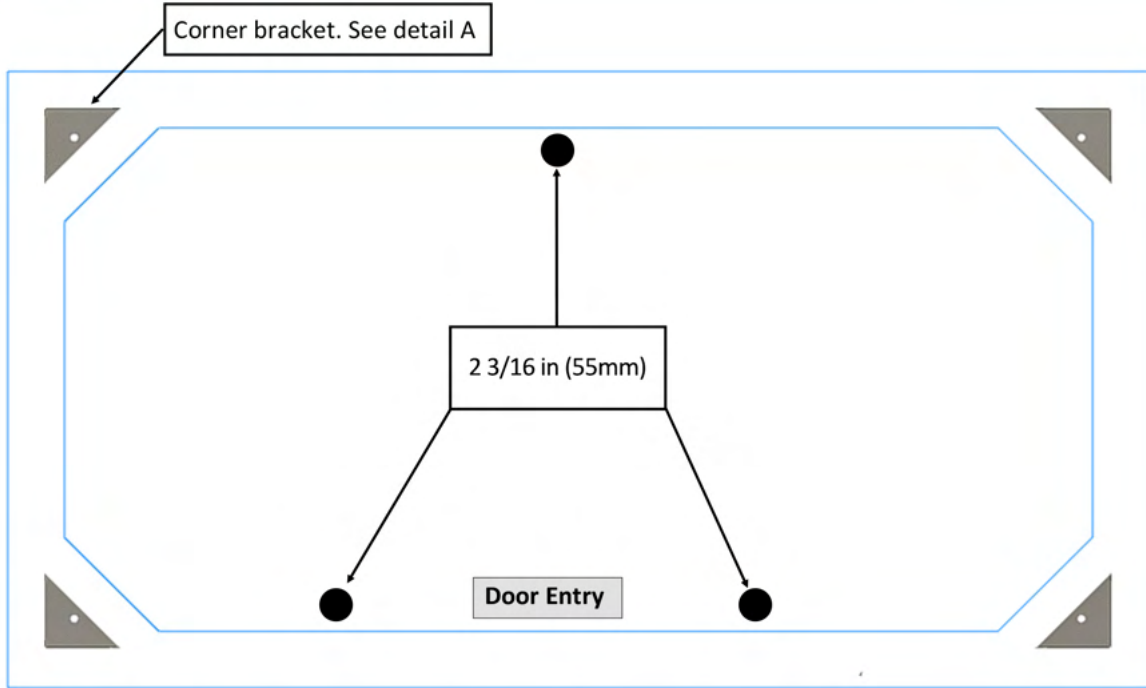 Corner bracket. See detail A
2 3/16 in (55mm)
Door Entry